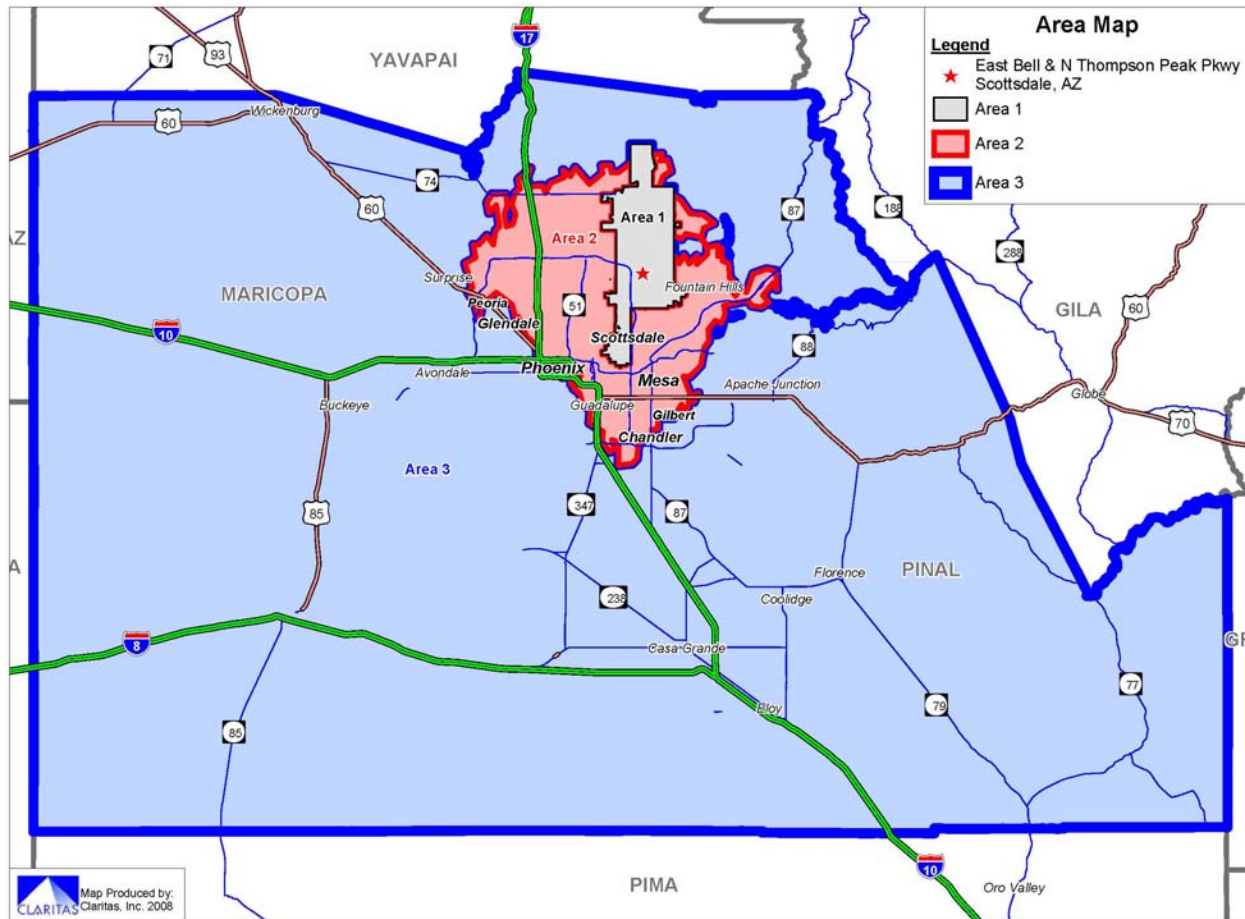 Area Map
Legend
East Bell & N Thompson Peak Pkwy
Scottsdale, AZ
Area 1
Area 2
Area 3
17
YAVAPAI
93
71
60
Wickenburg
74
60
87
188
288
Area 1
Area 2
AZ
MARICOPA
Surprise
Fountain Hills
GILA
60
Peoria
51
Glendale
Scottsdale
10
88
Phoenix
Avondale
Mesa
Apache Junction
Globe
Buckeye
Guadalupe
Gilbert
70
Chandler
Area 3
85
347
87
A
Florence
PINAL
238
Coolidge
8
Casa Grande
GR
77
Eloy
79
85
10
Oro Valley
PIMA
CLARITAS
Map Produced by:
Claritas, Inc. 2008